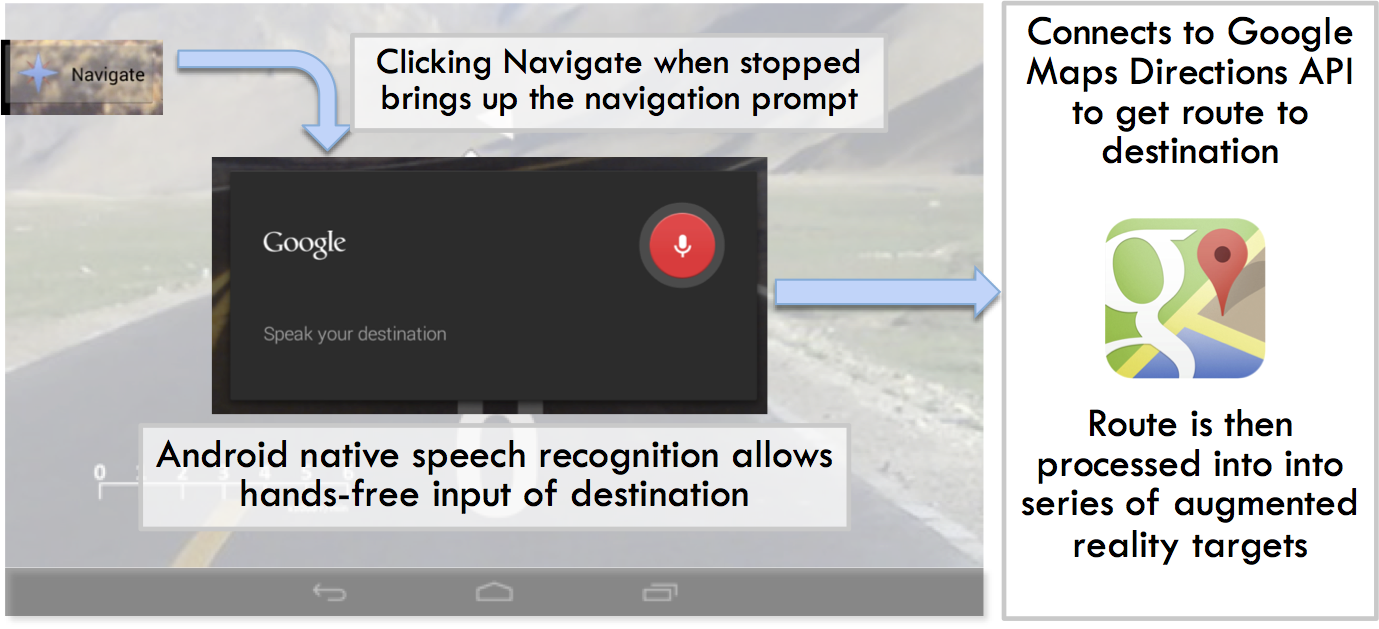 Navigate
Clicking Navigate when stopped
brings up the navigation prompt
Google
Speak your destination
Android native speech recognition allows
hands-free input of destination
0
Connects to Google
Maps Directions API
to get route to
destination
g
Route is then
processed into into
series of augmented
reality targets